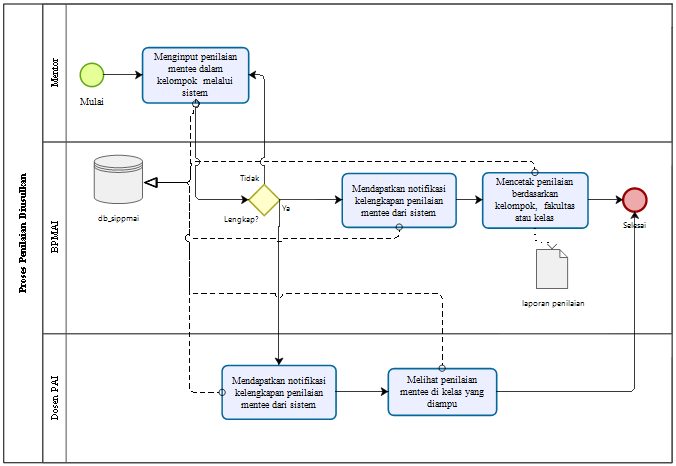 Proses Penilaian Diusulkan
Mentor
Mulai
Menginput penilaian
mentee dalam
kelompok melalui
sistem
BPMAI
db_sippmai
Tidak
Lengkap?
Ya
Mendapatkan notifikasi
kelengkapan penilaian
mentee dari sistem
Mencetak penilaian
berdasarkan
kelompok, fakultas
atau kelas
Selesai
laporan penilaian
Dosen PAI
Mendapatkan notifikasi
kelengkapan penilaian
mentee dari sistem
Melihat penilaian
mentee di kelas yang
diampu